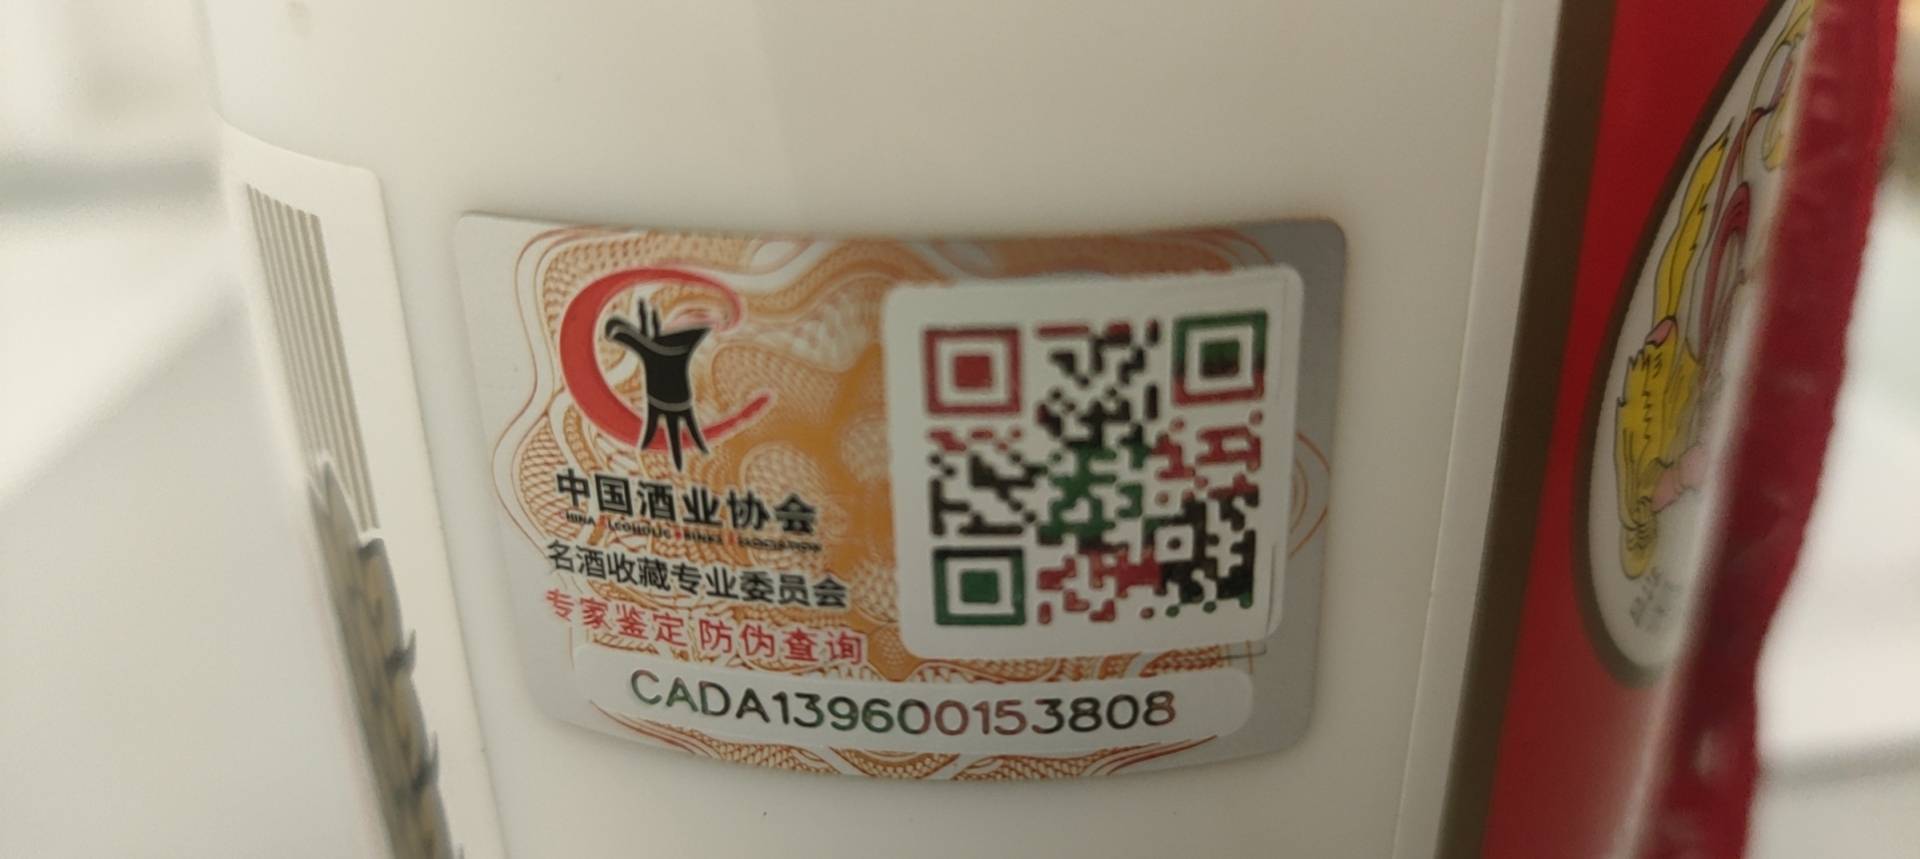 中国酒业协会
名酒收藏专业委员会
专家鉴定 防伪查询
CADA139600153808